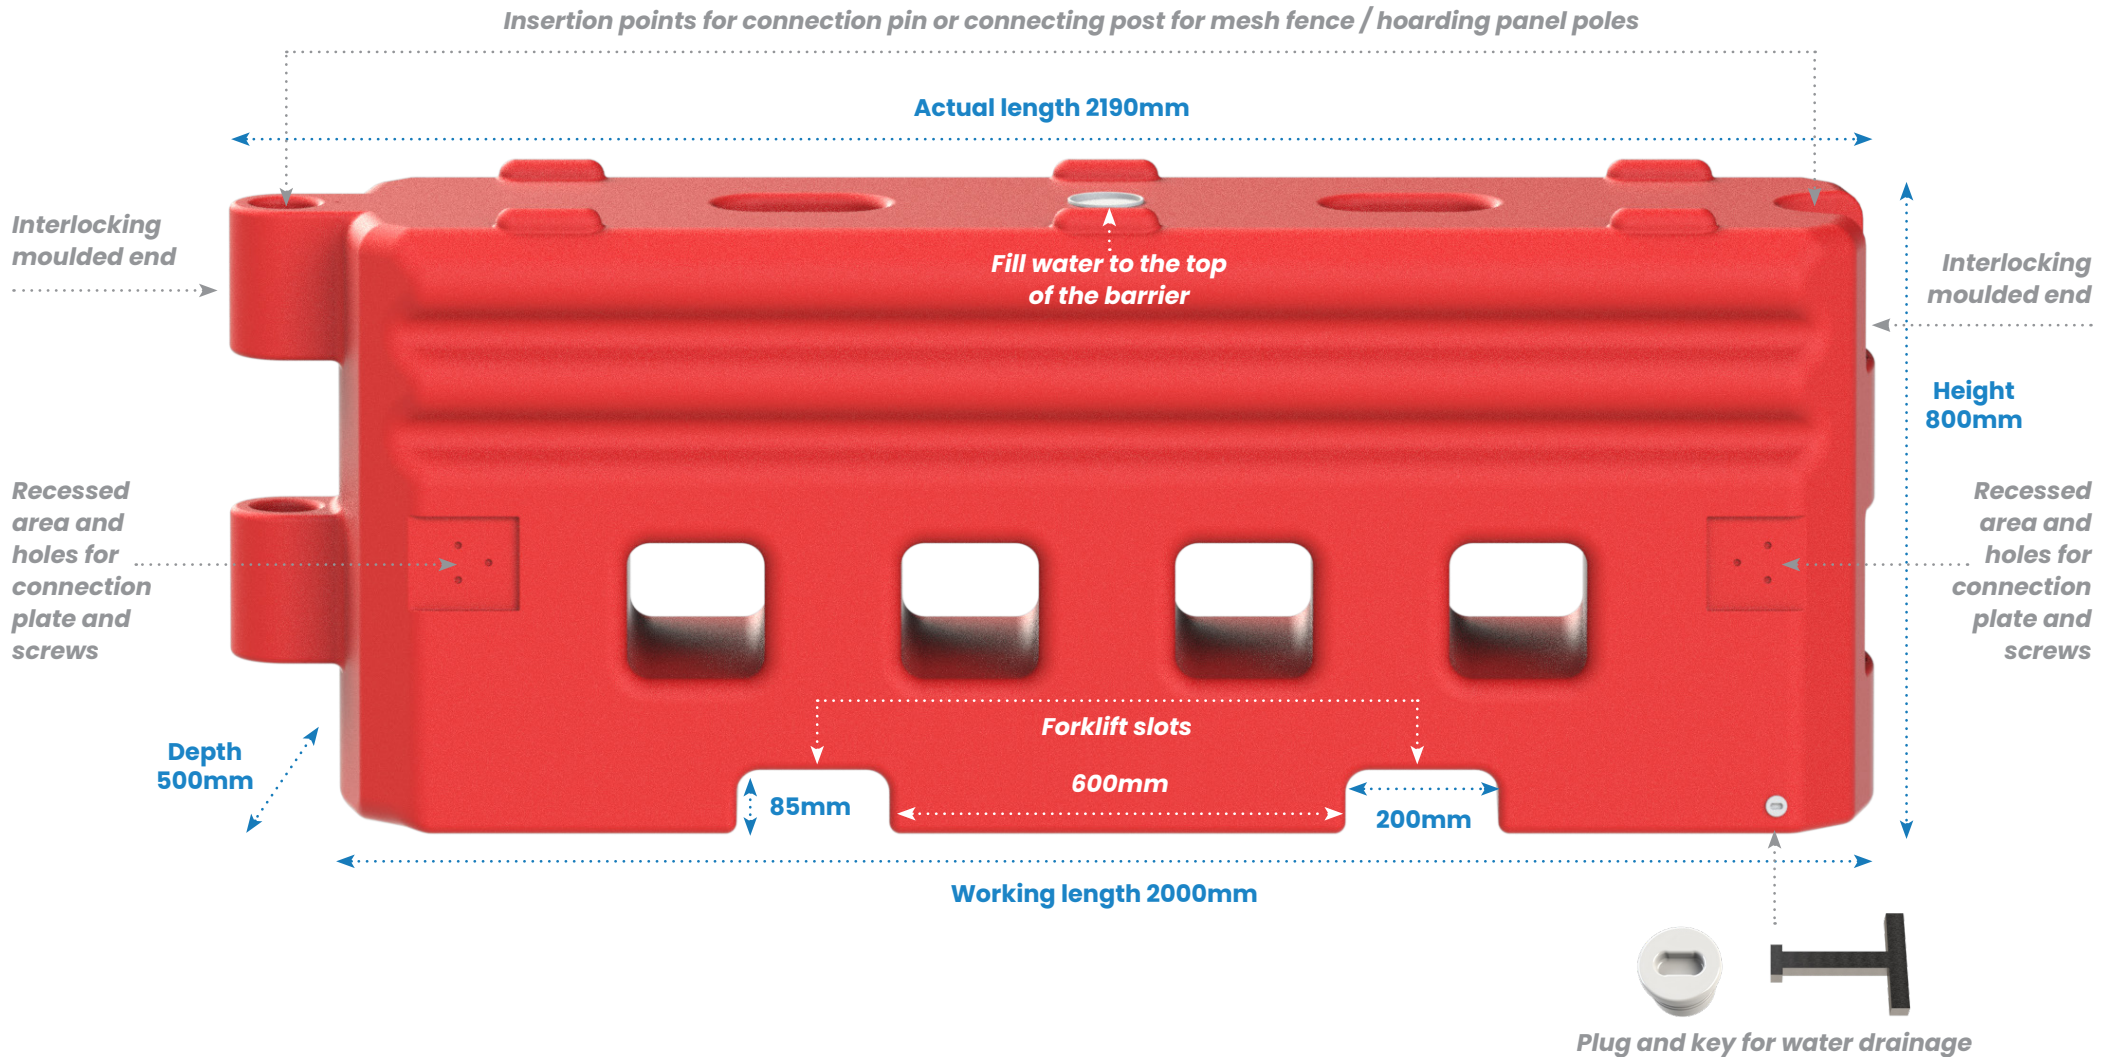 Insertion points for connection pin or connecting post for mesh fence / hoarding panel poles
Actual length 2190mm
Interlocking
moulded end
Fill water to the top
of the barrier
Interlocking
moulded end
Height
800mm
Recessed
area and
holes for
connection
plate and
screws
Recessed
area and
holes for
connection
plate and
screws
Forklift slots
Depth
500mm
600mm
85mm
200mm
Working length 2000mm
Plug and key for water drainage